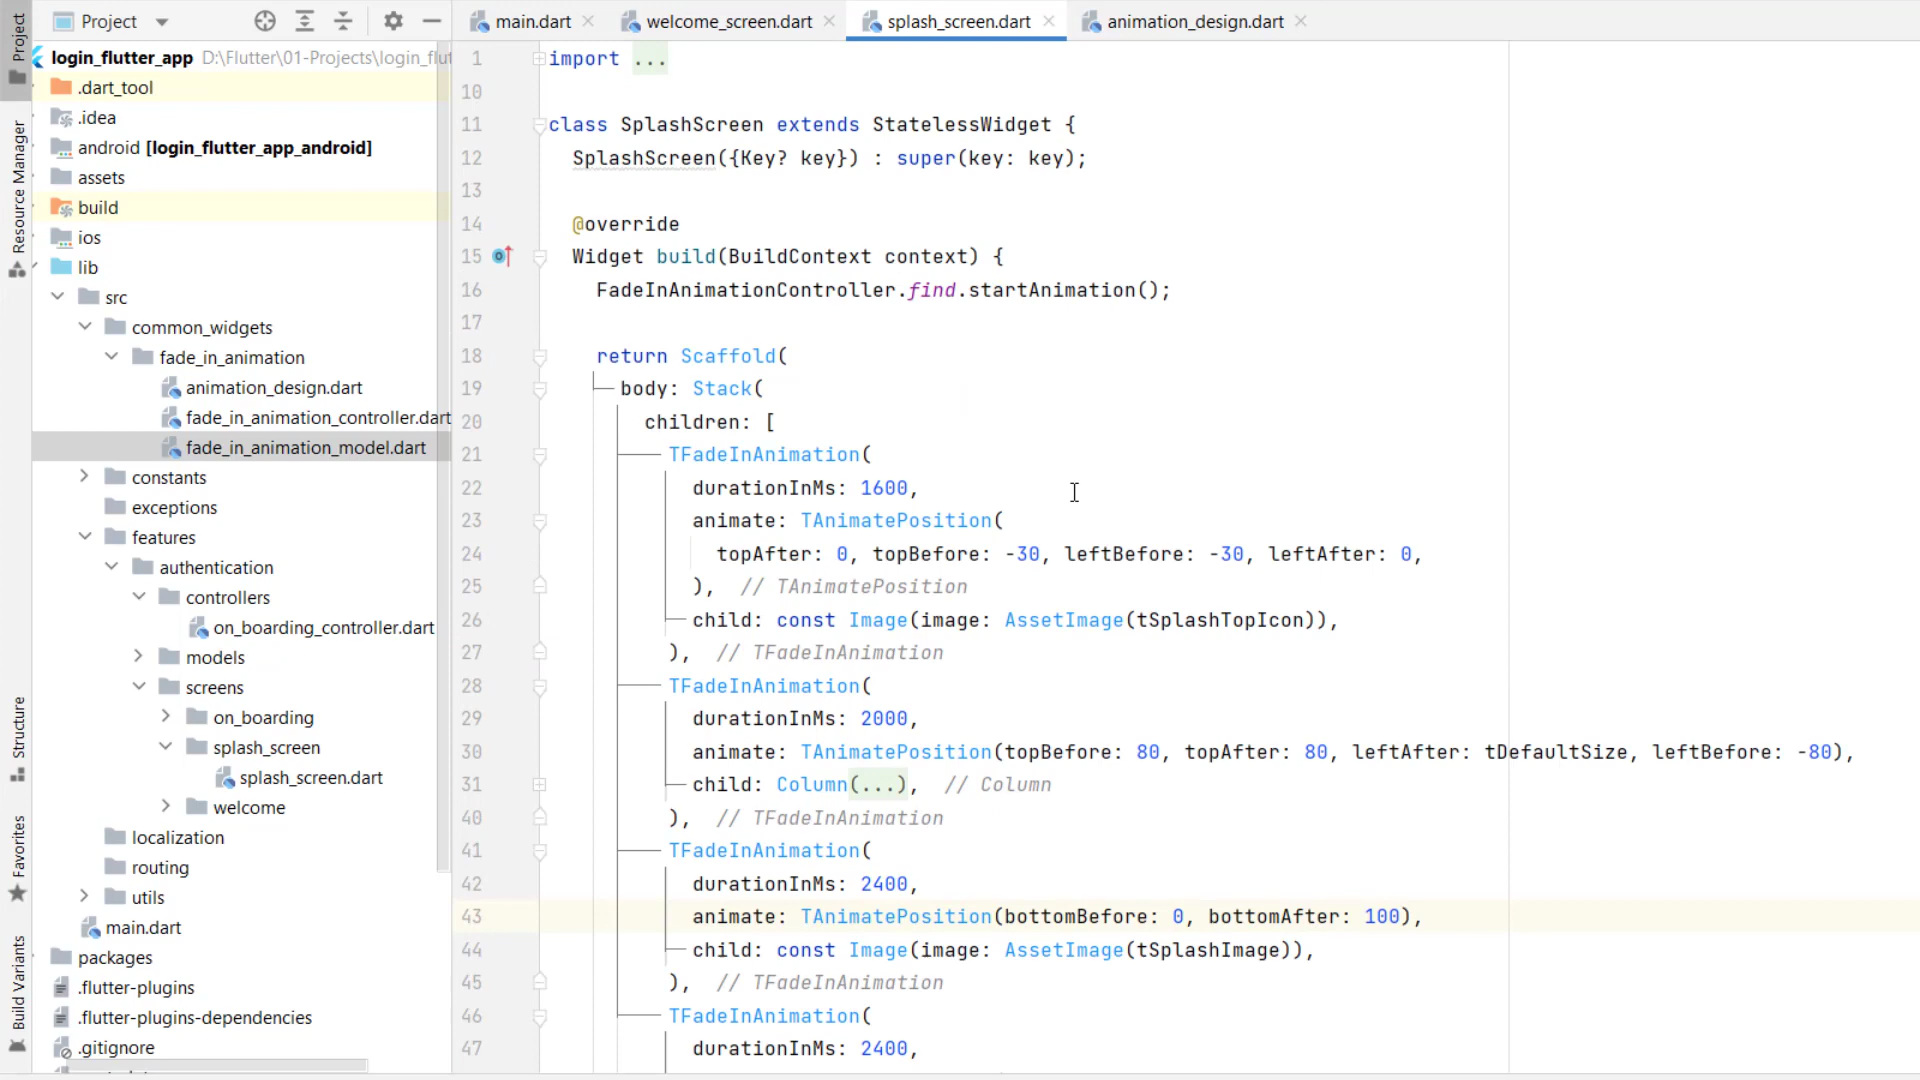 Project
main.dart
welcome_screen.dart
splash_screen.dart
animation_design.dart
Project
Resource Manager
Structure
Favorites
Build Variants
login_flutter_app D:\Flutter\01-Projects\login_flut
.dart_tool
.idea
android [login_flutter_app_android]
assets
build
ios
lib
src
common_widgets
fade_in_animation
animation_design.dart
fade_in_animation_controller.dart
fade_in_animation_model.dart
constants
exceptions
features
authentication
controllers
on_boarding_controller.dart
models
screens
on_boarding
splash_screen
splash_screen.dart
welcome
localization
routing
utils
main.dart
packages
.flutter-plugins
.flutter-plugins-dependencies
.gitignore
1 import ...
10
11 class SplashScreen extends StatelessWidget {
12 SplashScreen({Key? key}) : super(key: key);
13
14 @override
15 Widget build(BuildContext context) {
16 FadeInAnimationController.find.startAnimation();
17
18 return Scaffold(
19 body: Stack(
20 children: [
21 TFadeInAnimation(
22 durationInMs: 1600,
23 animate: TAnimatePosition(
24 topAfter: 0, topBefore: -30, leftBefore: -30, leftAfter: 0,
25 ), // TAnimatePosition
26 child: const Image(image: AssetImage(tSplashTopIcon)),
27 ), // TFadeInAnimation
28 TFadeInAnimation(
29 durationInMs: 2000,
30 animate: TAnimatePosition(topBefore: 80, topAfter: 80, leftAfter: tDefaultSize, leftBefore: -80),
31 child: Column(...), // Column
40 ), // TFadeInAnimation
41 TFadeInAnimation(
42 durationInMs: 2400,
43 animate: TAnimatePosition(bottomBefore: 0, bottomAfter: 100),
44 child: const Image(image: AssetImage(tSplashImage)),
45 ), // TFadeInAnimation
46 TFadeInAnimation(
47 durationInMs: 2400,